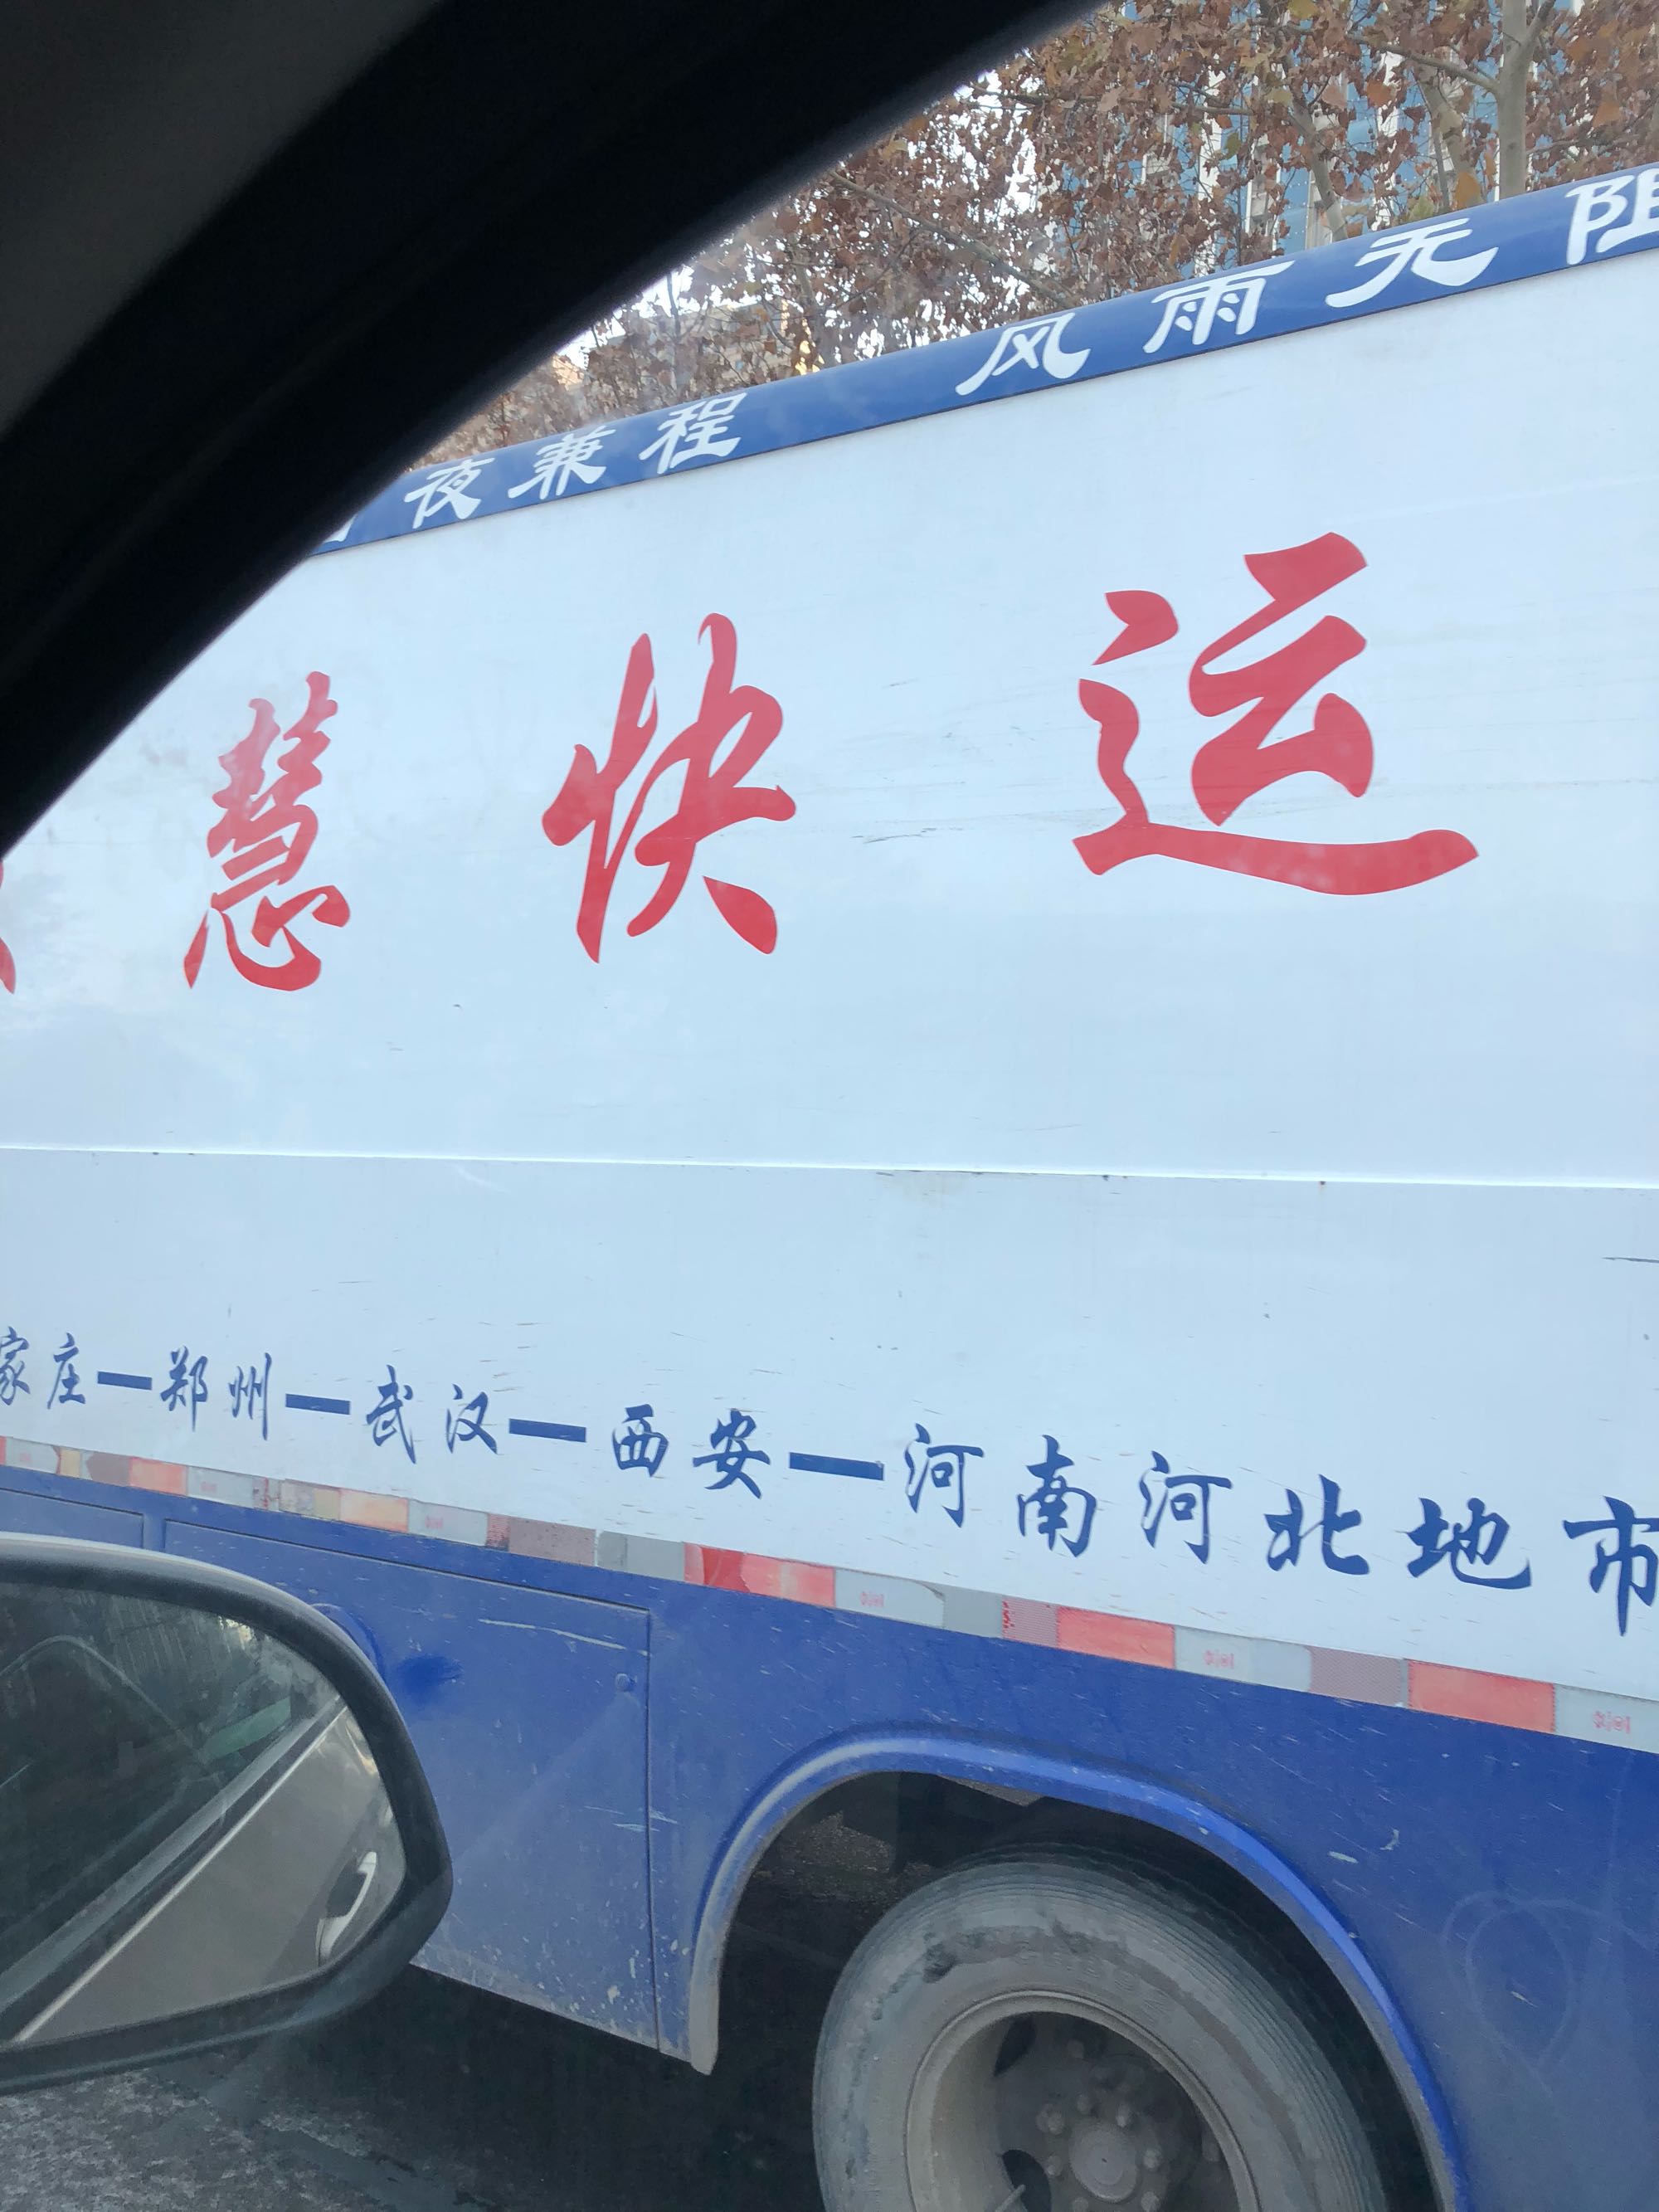 夜兼程 风雨无阻
慧快运
家庄—郑州—武汉—西安—河南河北地市